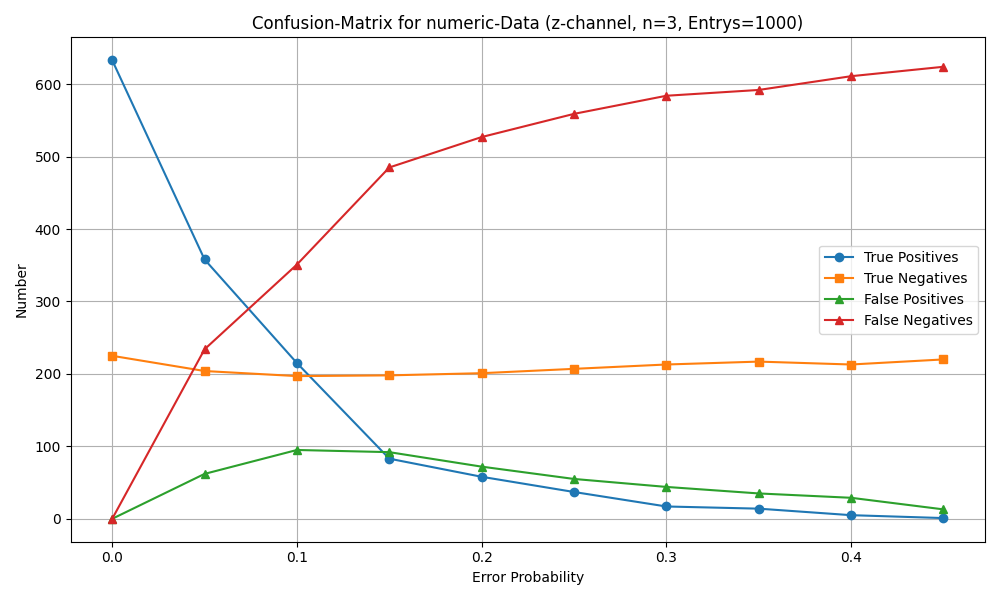 Confusion-Matrix for numeric-Data (z-channel, n=3, Entrys=1000)
Number
600
500
400
300
200
100
0
True Positives
True Negatives
False Positives
False Negatives
0.0 0.1 0.2 0.3 0.4
Error Probability